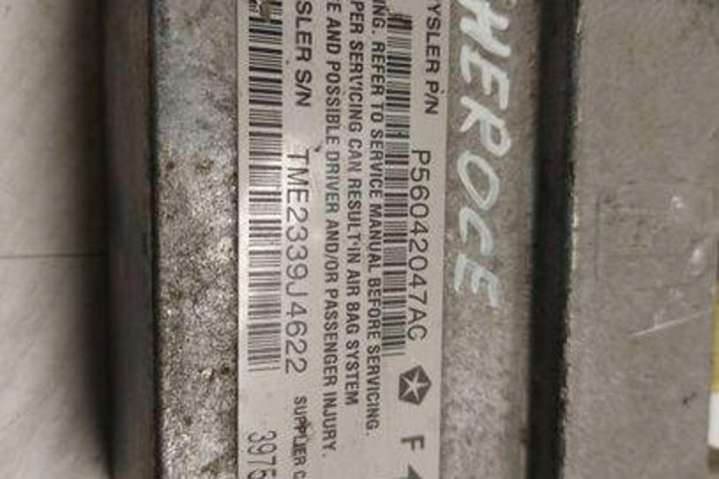 HEROCE
YSLER P/N P56042047AC F
NG. REFER TO SERVICE MANUAL BEFORE SERVICING.
PER SERVICING CAN RESULT IN AIR BAG SYSTEM
E AND POSSIBLE DRIVER AND/OR PASSENGER INJURY.
SLER S/N TME2339J4622 SUPPLIER C
3975